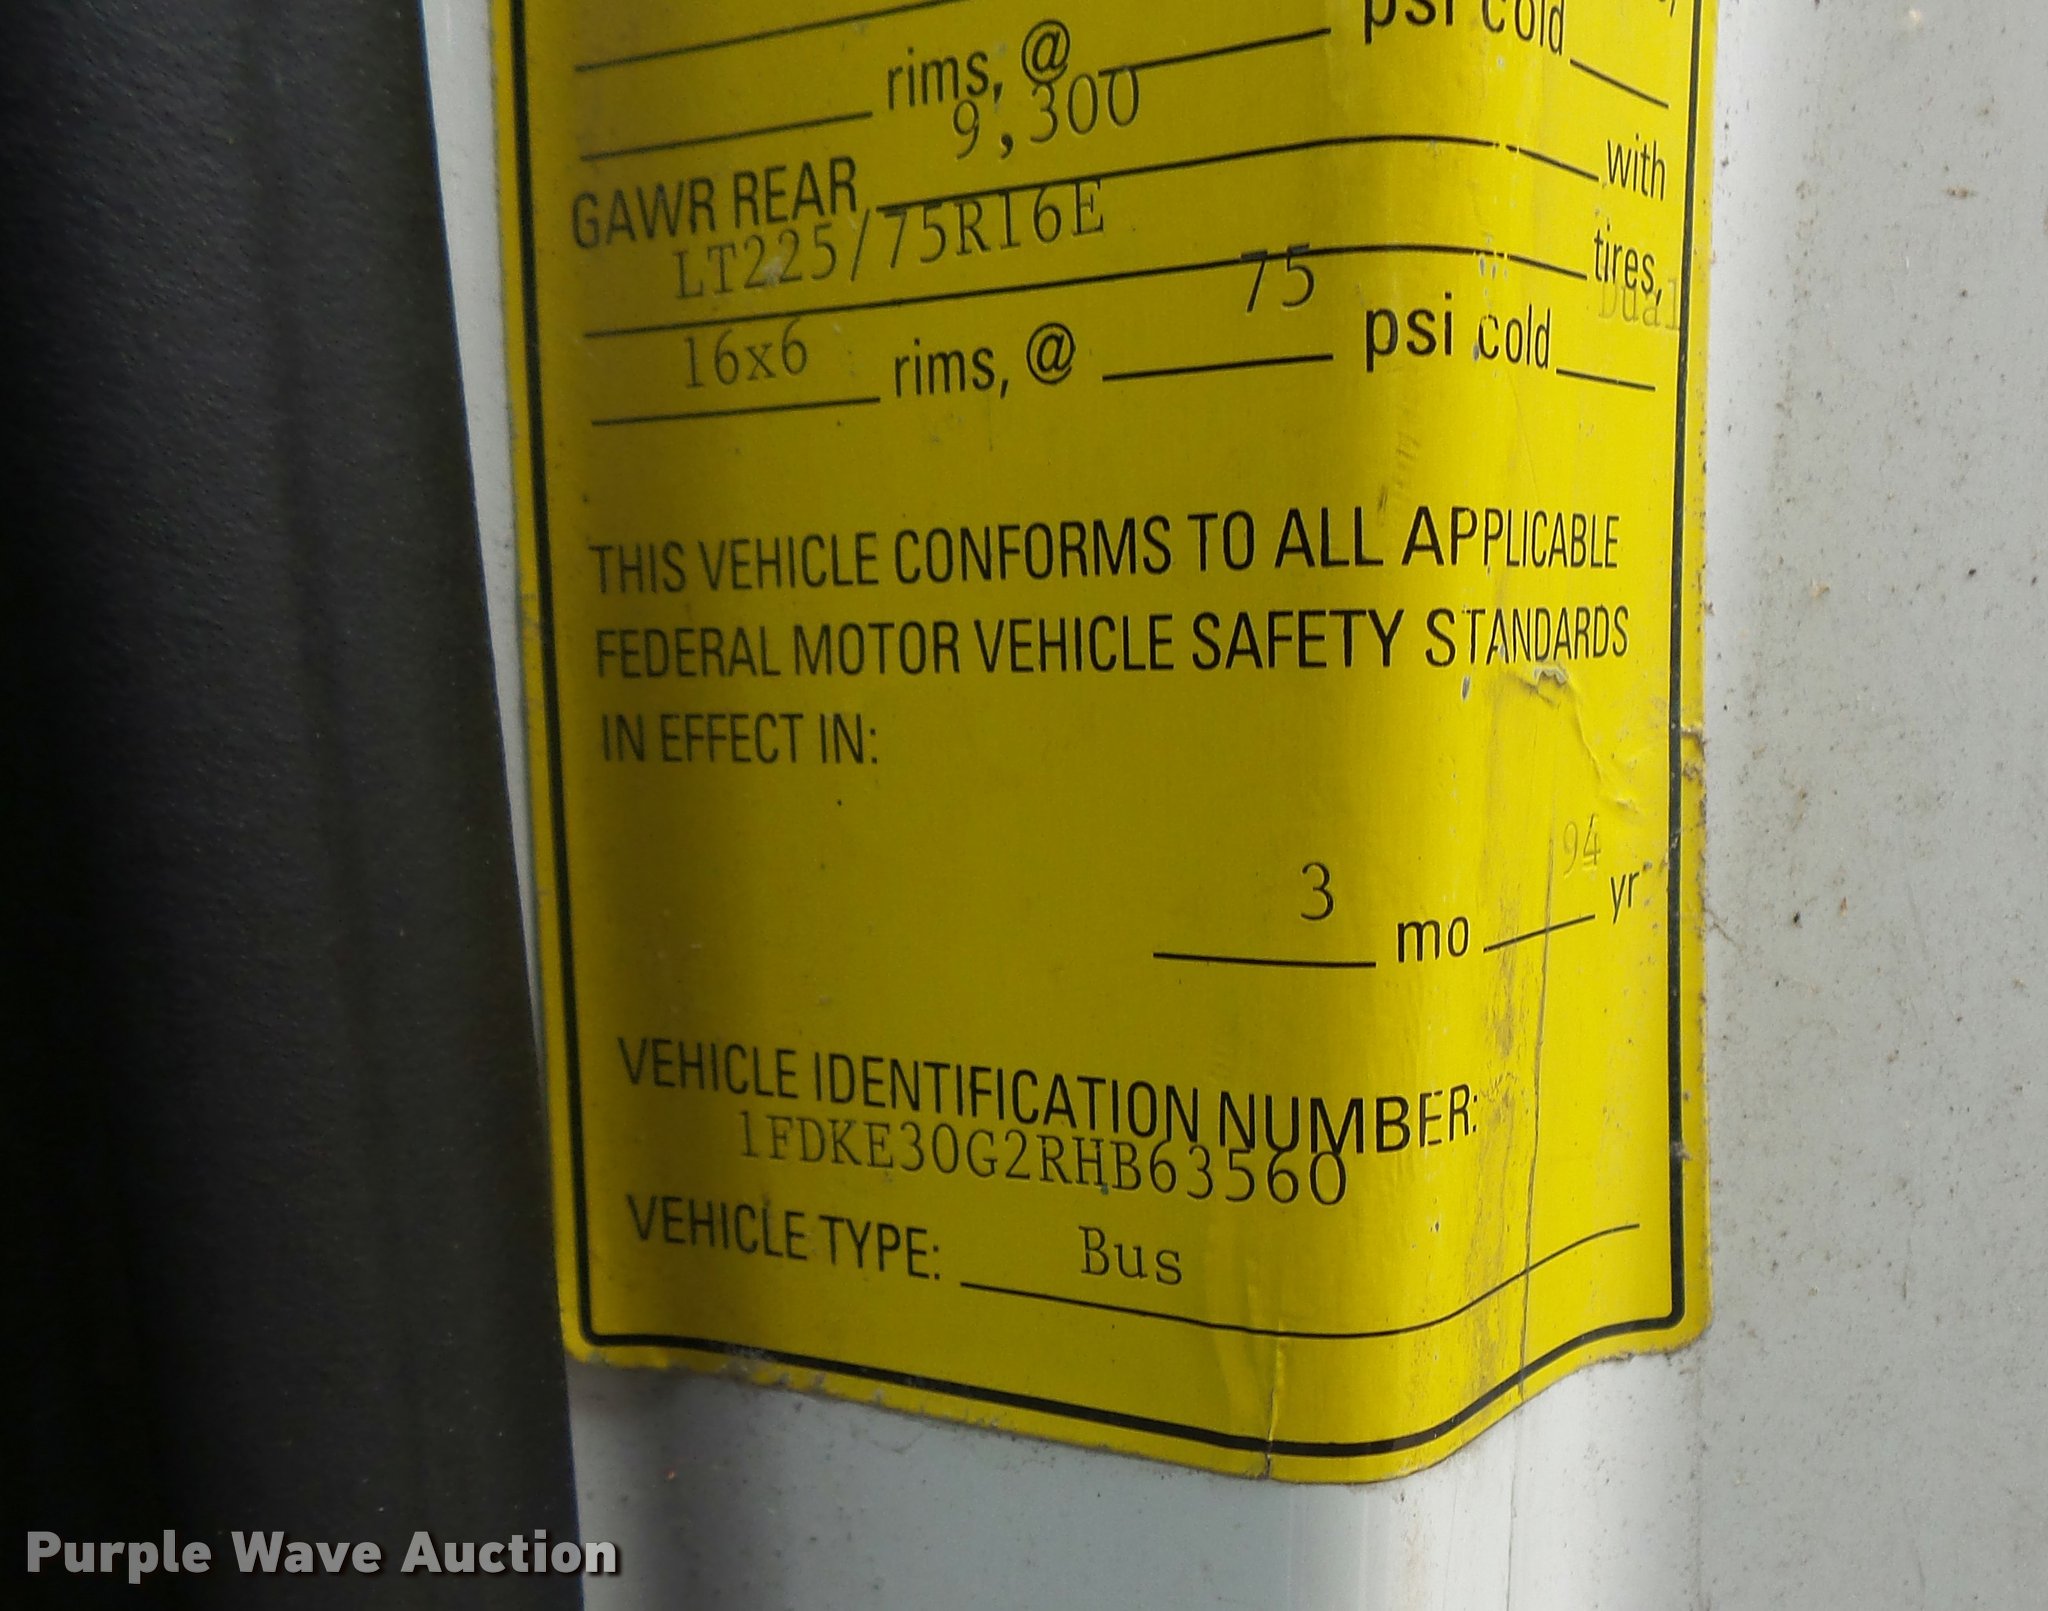 rims, @ psi cold
9,300
GAWR REAR with
LT225/75R16E tires,
16x6 rims, @ 75 psi cold Dual
THIS VEHICLE CONFORMS TO ALL APPLICABLE
FEDERAL MOTOR VEHICLE SAFETY STANDARDS
IN EFFECT IN:
3 mo 94 yr
VEHICLE IDENTIFICATION NUMBER:
1FDKE30G2RHB63560
VEHICLE TYPE: Bus
Purple Wave Auction